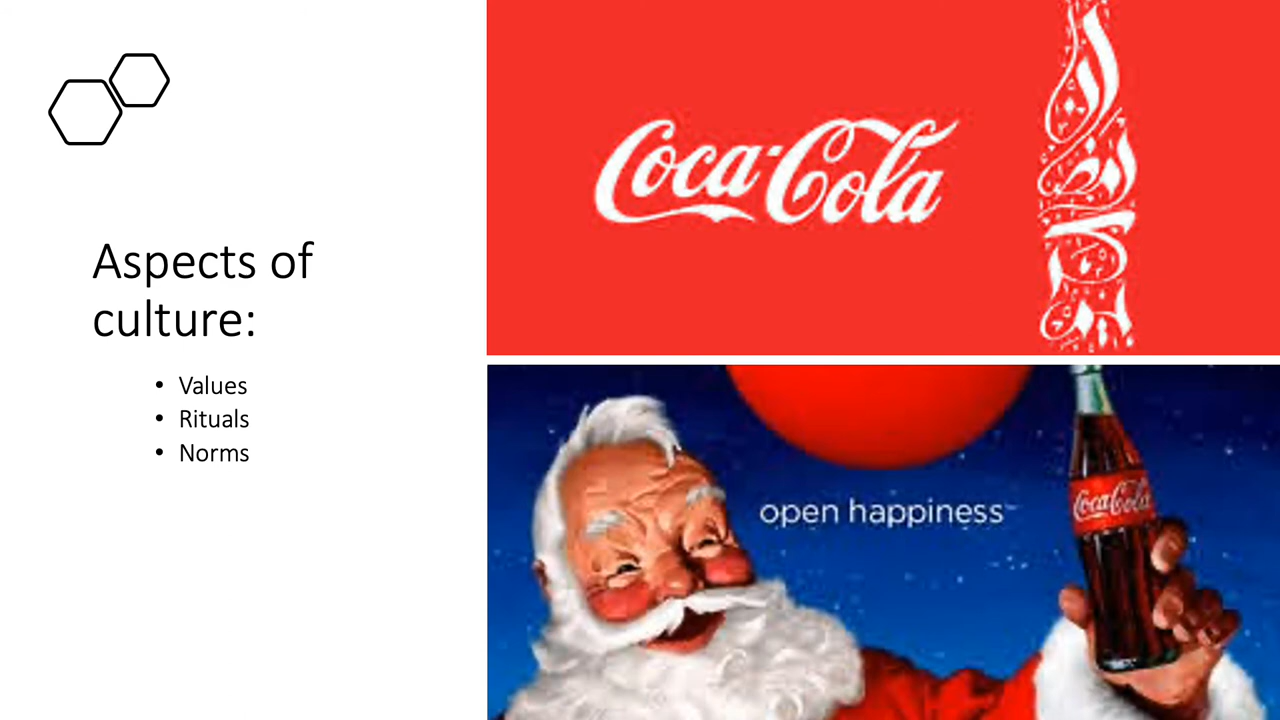 Aspects of
culture:
• Values
• Rituals
• Norms
Coca-Cola
open happiness
Coca-Cola